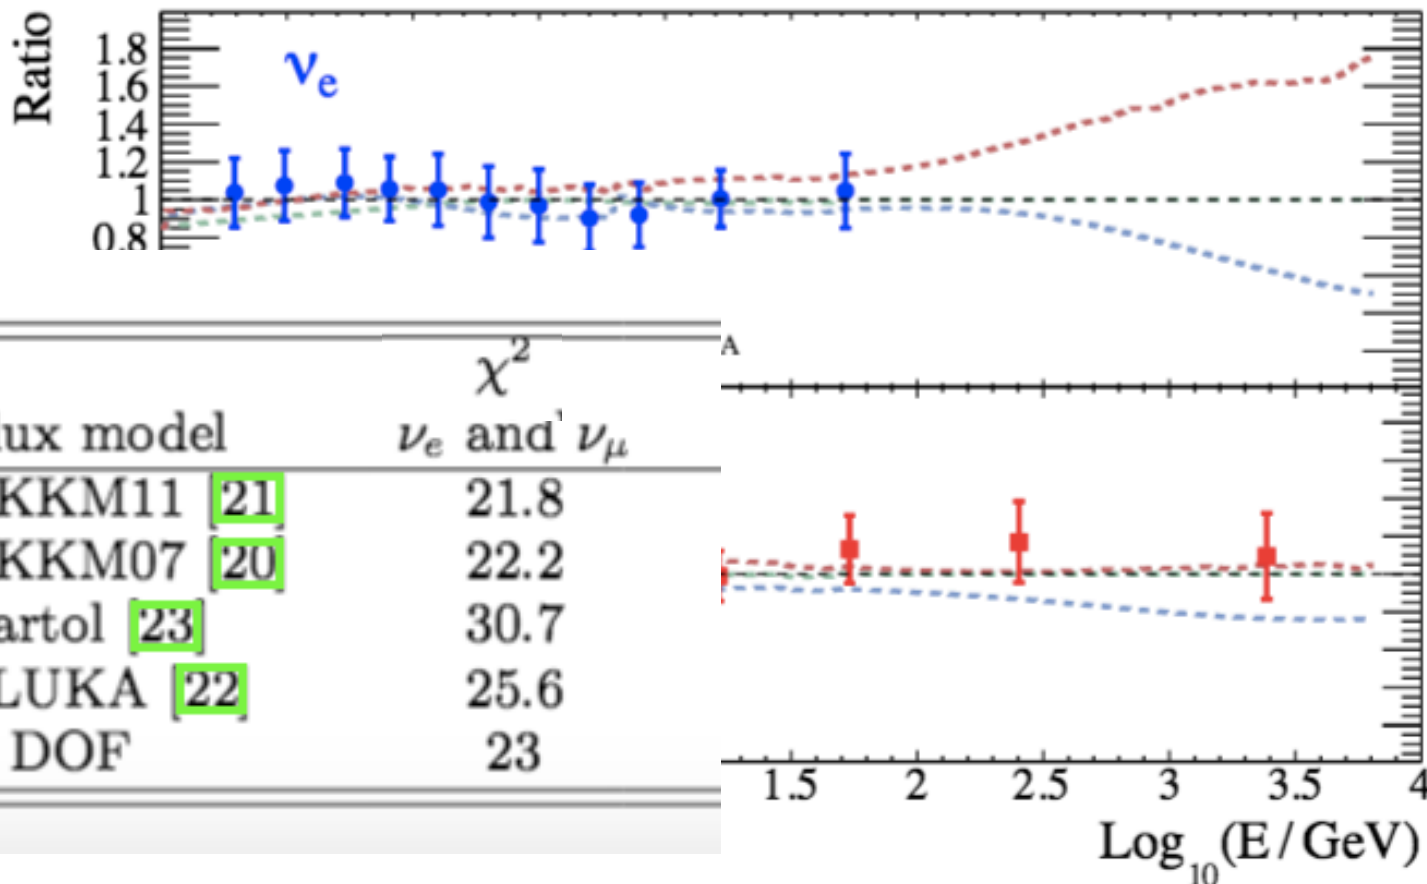 Ratio
1.8
1.6
1.4
1.2
1
0.8
νe
A
χ2
lux model νe and νμ
KKM11 [21] 21.8
KKM07 [20] 22.2
artol [23] 30.7
LUKA [22] 25.6
DOF 23
1.5 2 2.5 3 3.5 4
Log10(E / GeV)